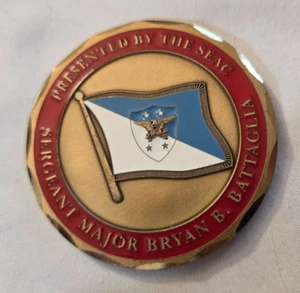 PRESENTED BY THE SEAC
SERGEANT MAJOR BRYAN B. BATTAGLIA